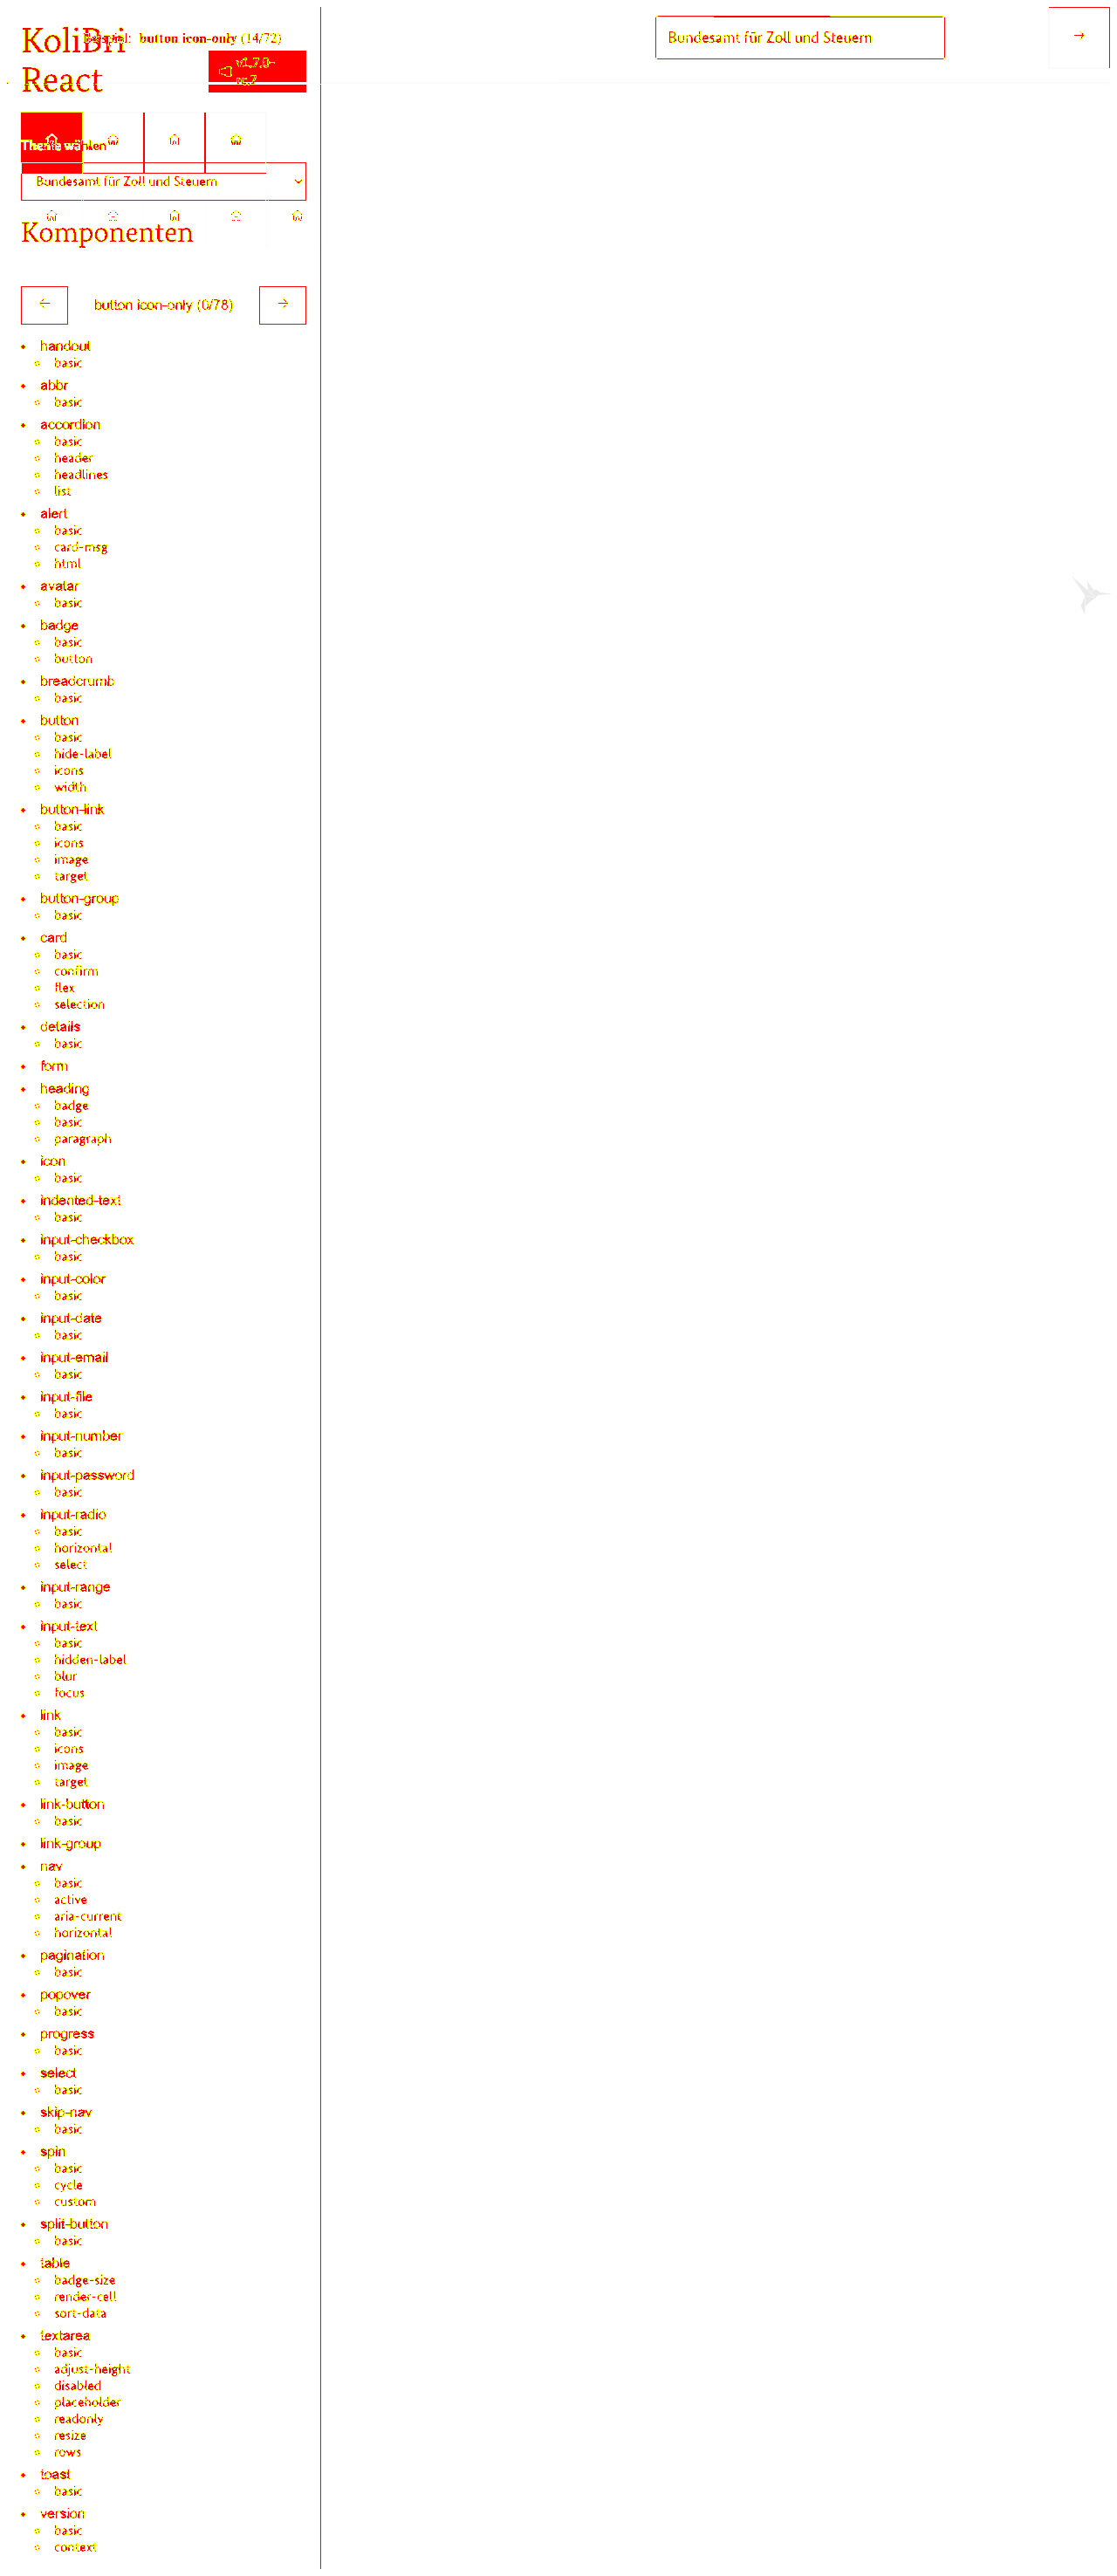 KoliBri
Beispiel: button icon-only (14/72)
Bundesamt für Zoll und Steuern
React
v1.7.0-
rc.2
Theme wählen
Bundesamt für Zoll und Steuern
Komponenten
button icon-only (0/78)
handout
basic
abbr
basic
accordion
basic
header
headlines
list
alert
basic
card-msg
html
avatar
basic
badge
basic
button
breadcrumb
basic
button
basic
hide-label
icons
width
button-link
basic
icons
image
target
button-group
basic
card
basic
confirm
flex
selection
details
basic
form
heading
badge
basic
paragraph
icon
basic
indented-text
basic
input-checkbox
basic
input-color
basic
input-date
basic
input-email
basic
input-file
basic
input-number
basic
input-password
basic
input-radio
basic
horizontal
select
input-range
basic
input-text
basic
hidden-label
blur
focus
link
basic
icons
image
target
link-button
basic
link-group
nav
basic
active
aria-current
horizontal
pagination
basic
popover
basic
progress
basic
select
basic
skip-nav
basic
spin
basic
cycle
custom
split-button
basic
table
badge-size
render-cell
sort-data
textarea
basic
adjust-height
disabled
placeholder
readonly
resize
rows
toast
basic
version
basic
context